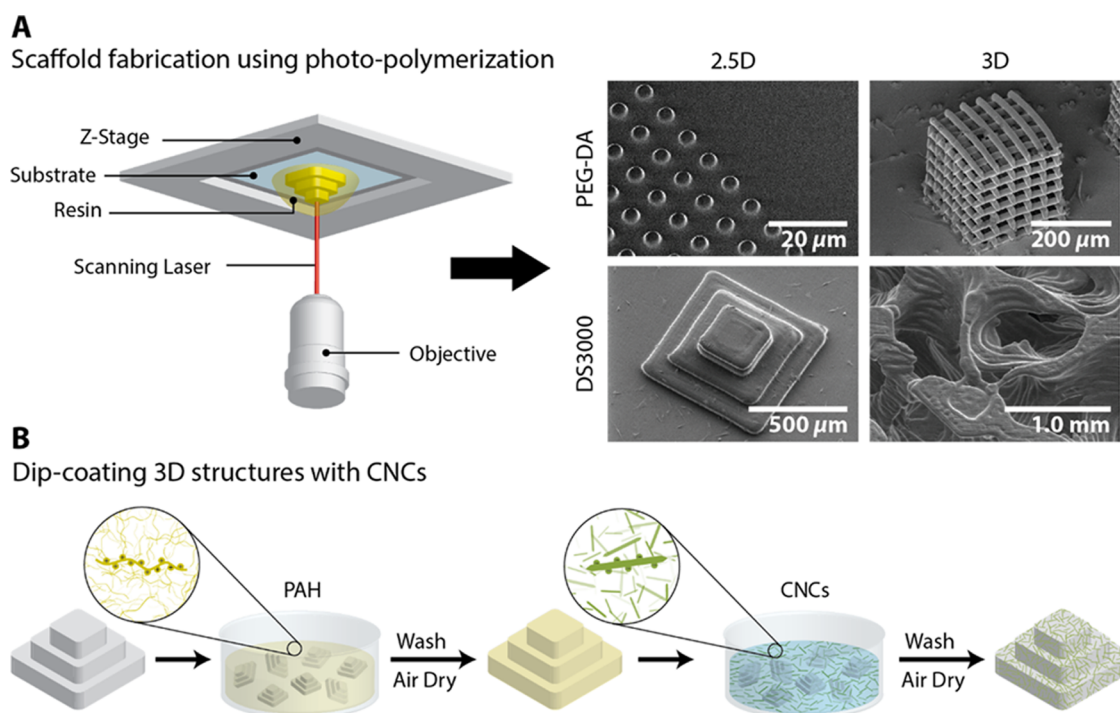 A
Scaffold fabrication using photo-polymerization
Z-Stage
Substrate
Resin
Scanning Laser
Objective
2.5D
3D
PEG-DA
20 µm
200 µm
DS3000
500 µm
1.0 mm
B
Dip-coating 3D structures with CNCs
PAH
Wash
Air Dry
CNCs
Wash
Air Dry